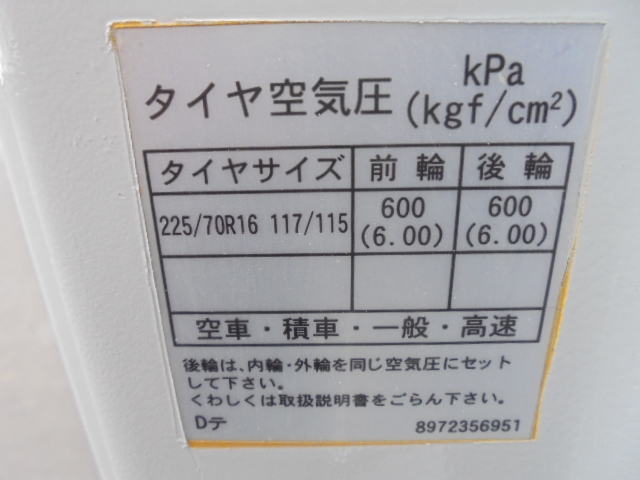 タイヤ空気圧 kPa
(kgf/cm²)
タイヤサイズ 前輪 後輪
225/70R16 117/115 600 (6.00) 600 (6.00)
空車・積車・一般・高速
後輪は、内輪・外輪を同じ空気圧にセット
して下さい。
くわしくは取扱説明書をごらん下さい。
Dテ 8972356951